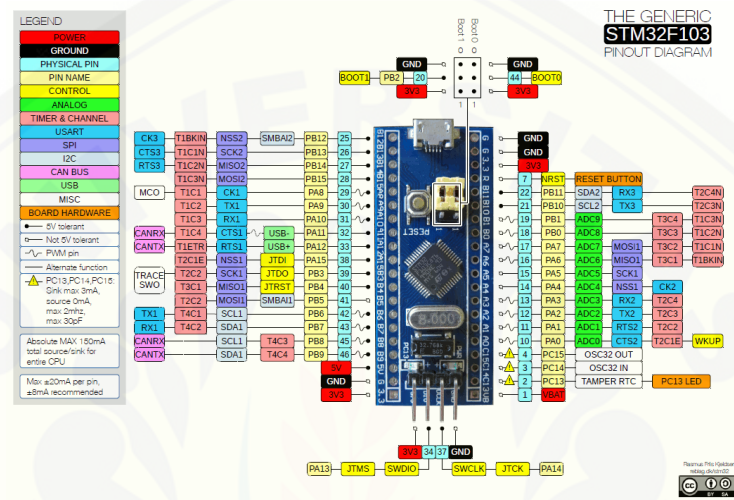 LEGEND
POWER
GROUND
PHYSICAL PIN
PIN NAME
CONTROL
ANALOG
TIMER & CHANNEL
USART
SPI
I2C
CAN BUS
USB
MISC
BOARD HARDWARE
5V tolerant
Not 5V tolerant
PWM pin
Alternate function
PC13,PC14,PC15:
Sink max 3mA,
source 0mA,
max 2mhz,
max 30pF
Absolute MAX 150mA
total source/sink for
entire CPU
Max ±20mA per pin,
±8mA recommended
THE GENERIC
STM32F103
PINOUT DIAGRAM
Boot 1 Boot 0
GND GND
BOOT1 PB2 20 44 BOOT0
3V3 3V3
1 1
CK3 T1BKIN NSS2 SMBAI2 PB12 25
CTS3 T1C1N SCK2 PB13 26
RTS3 T1C2N MISO2 PB14 27
T1C3N MOSI2 PB15 28
MCO T1C1 CK1 PA8 29
T1C2 TX1 PA9 30
T1C3 RX1 PA10 31
CANRX T1C4 CTS1 USB- PA11 32
CANTX T1ETR RTS1 USB+ PA12 33
T2C1E NSS1 JTDI PA15 38
TRACE
SWO
T2C2 SCK1 JTDO PB3 39
T3C1 MISO1 JTRST PB4 40
T3C2 MOSI1 SMBAI1 PB5 41
TX1 T4C1 SCL1 PB6 42
RX1 T4C2 SDA1 PB7 43
CANRX SCL1 T4C3 PB8 45
CANTX SDA1 T4C4 PB9 46
5V
GND
3V3
RESET
8.000
GND
GND
3V3
7 NRST RESET BUTTON
22 PB11 SDA2 RX3 T2C4N
21 PB10 SCL2 TX3 T2C3N
19 PB1 ADC9 T3C4 T1C3N
18 PB0 ADC8 T3C3 T1C2N
17 PA7 ADC7 MOSI1 T3C2 T1C1N
16 PA6 ADC6 MISO1 T3C1 T1BKIN
15 PA5 ADC5 SCK1
14 PA4 ADC4 NSS1 CK2
13 PA3 ADC3 RX2 T2C4
12 PA2 ADC2 TX2 T2C3
11 PA1 ADC1 RTS2 T2C2
10 PA0 ADC0 CTS2 T2C1E WKUP
4 PC15 OSC32 OUT
3 PC14 OSC32 IN
2 PC13 TAMPER RTC PC13 LED
1 VBAT
3V3 34 37 GND
PA13 JTMS SWDIO SWCLK JTCK PA14
rebleg.dk/stm32
CC BY SA